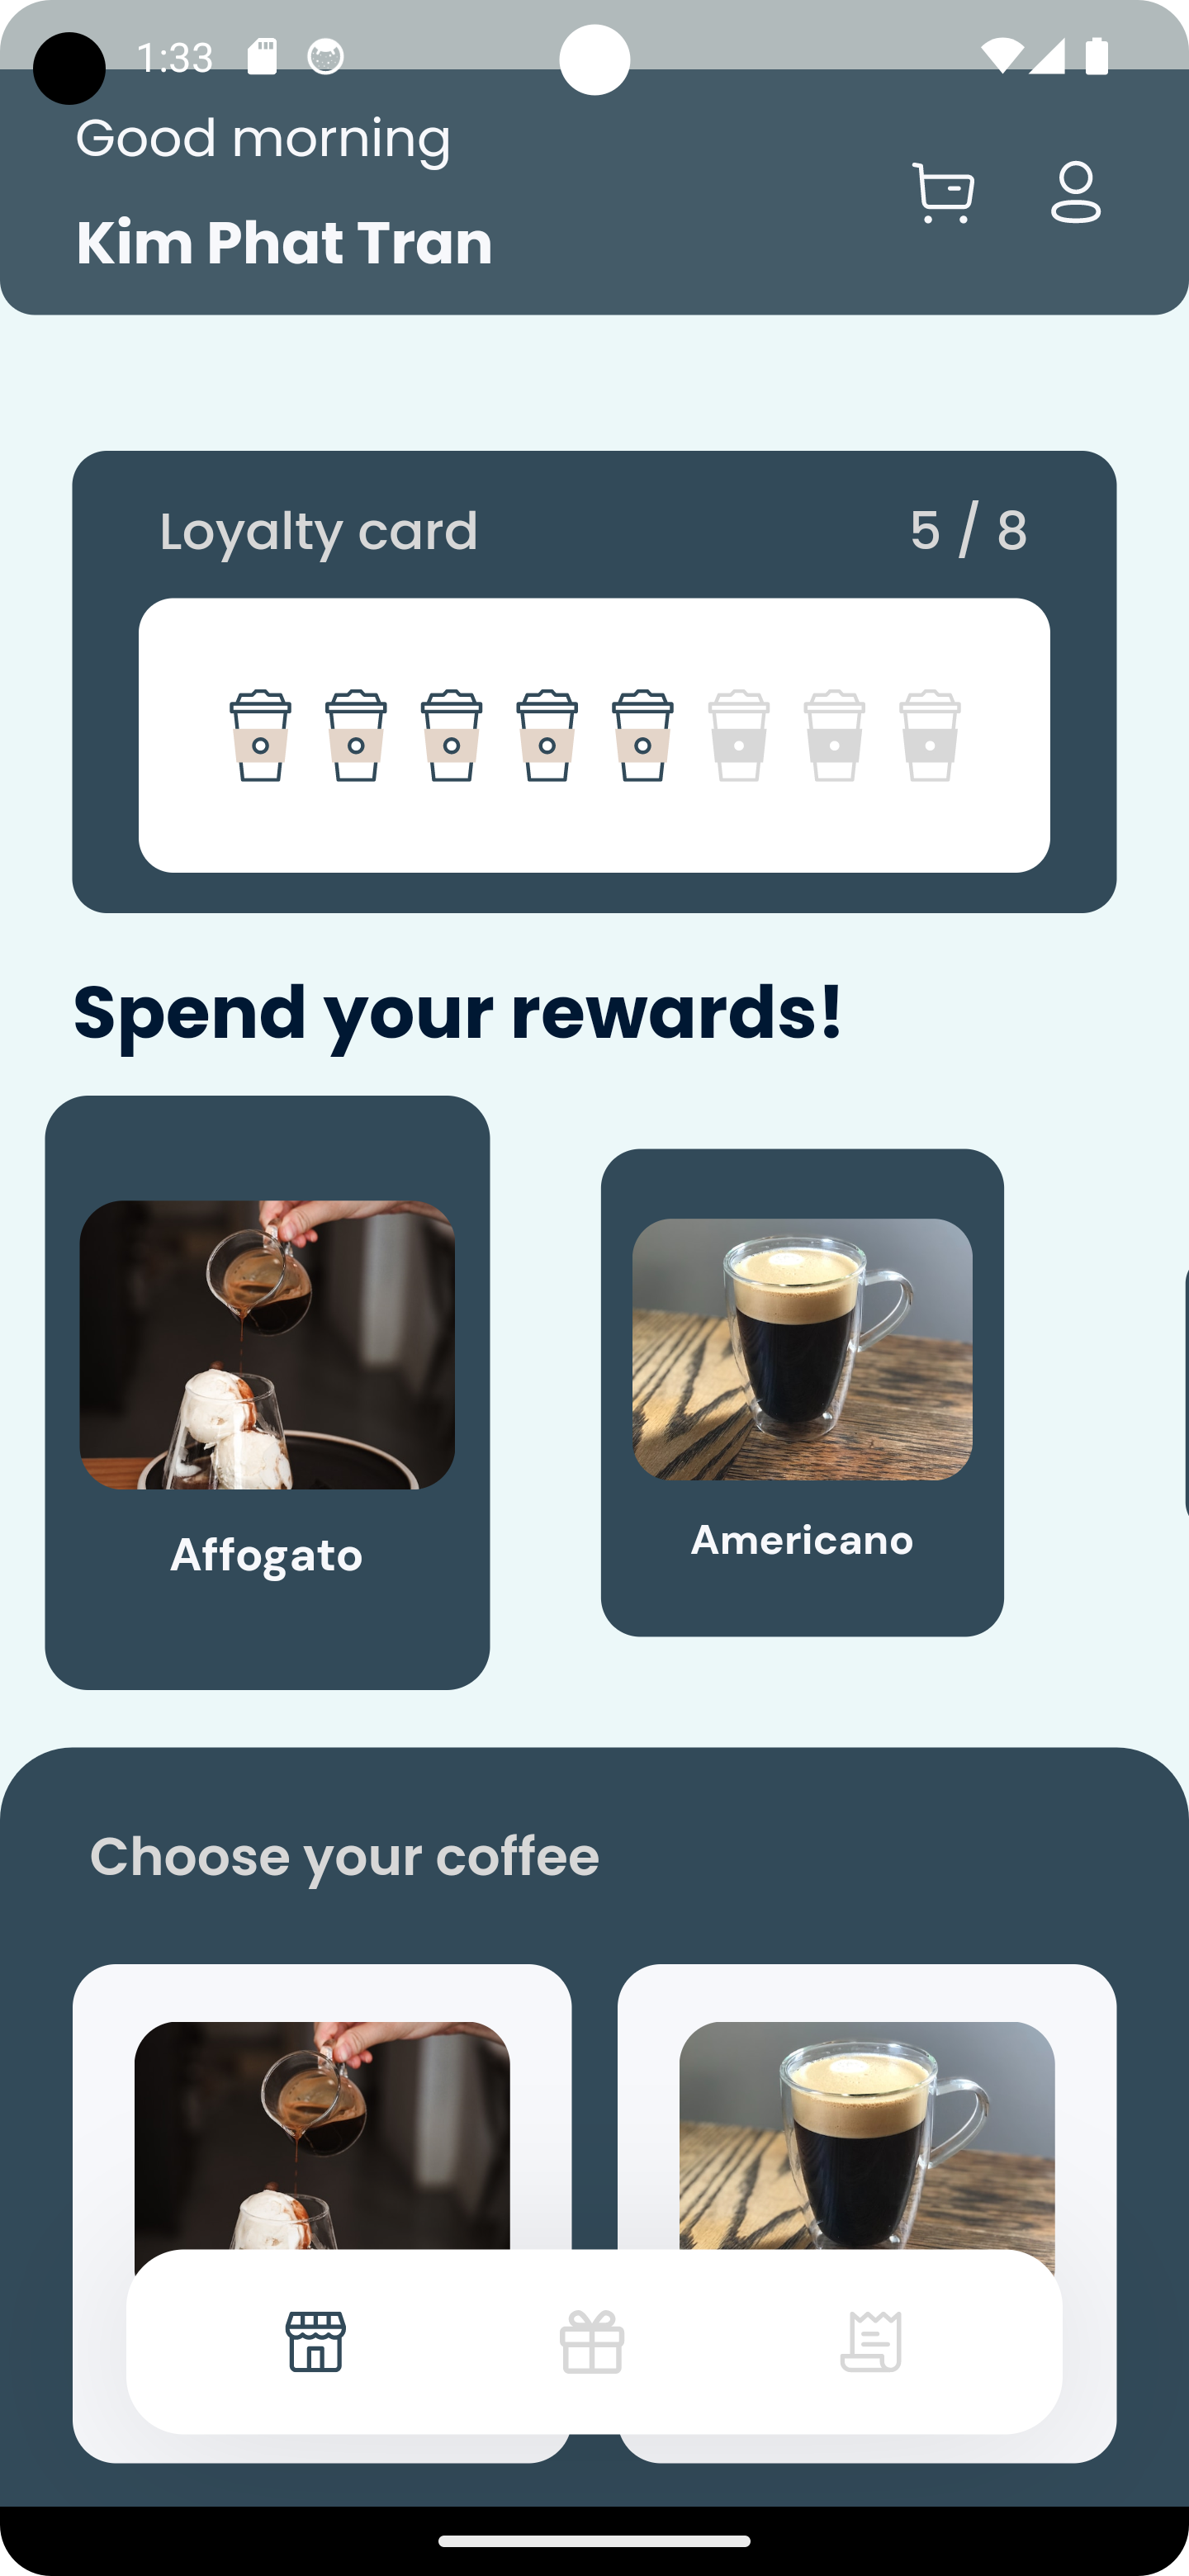 1:33
Good morning
Kim Phat Tran
Loyalty card
5 / 8
Spend your rewards!
Affogato
Americano
Choose your coffee